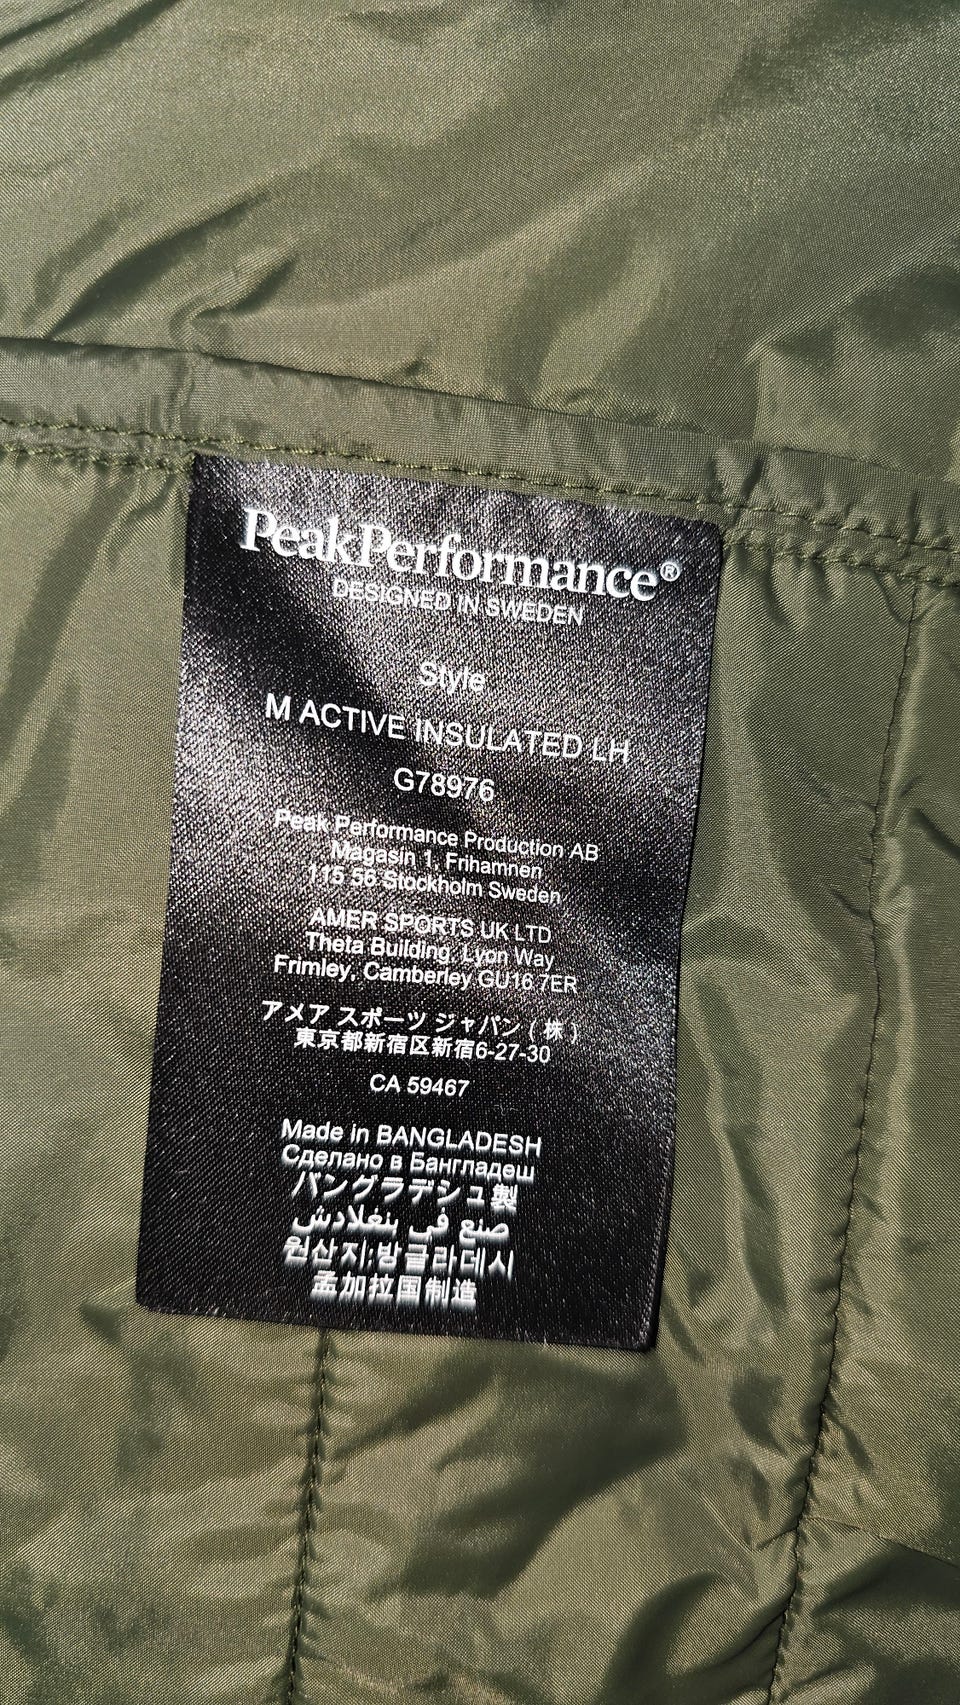 PeakPerformance®
DESIGNED IN SWEDEN
Style
M ACTIVE INSULATED LH
G78976
Peak Performance Production AB
Magasin 1, Frihamnen
115 56 Stockholm Sweden
AMER SPORTS UK LTD
Theta Building, Lyon Way
Frimley, Camberley GU16 7ER
アメア スポーツ ジャパン ( 株 )
東京都新宿区新宿6-27-30
CA 59467
Made in BANGLADESH
Сделано в Бангладеш
バングラデシュ製
صنع في بنغلادش
원산지:방글라데시
孟加拉国制造